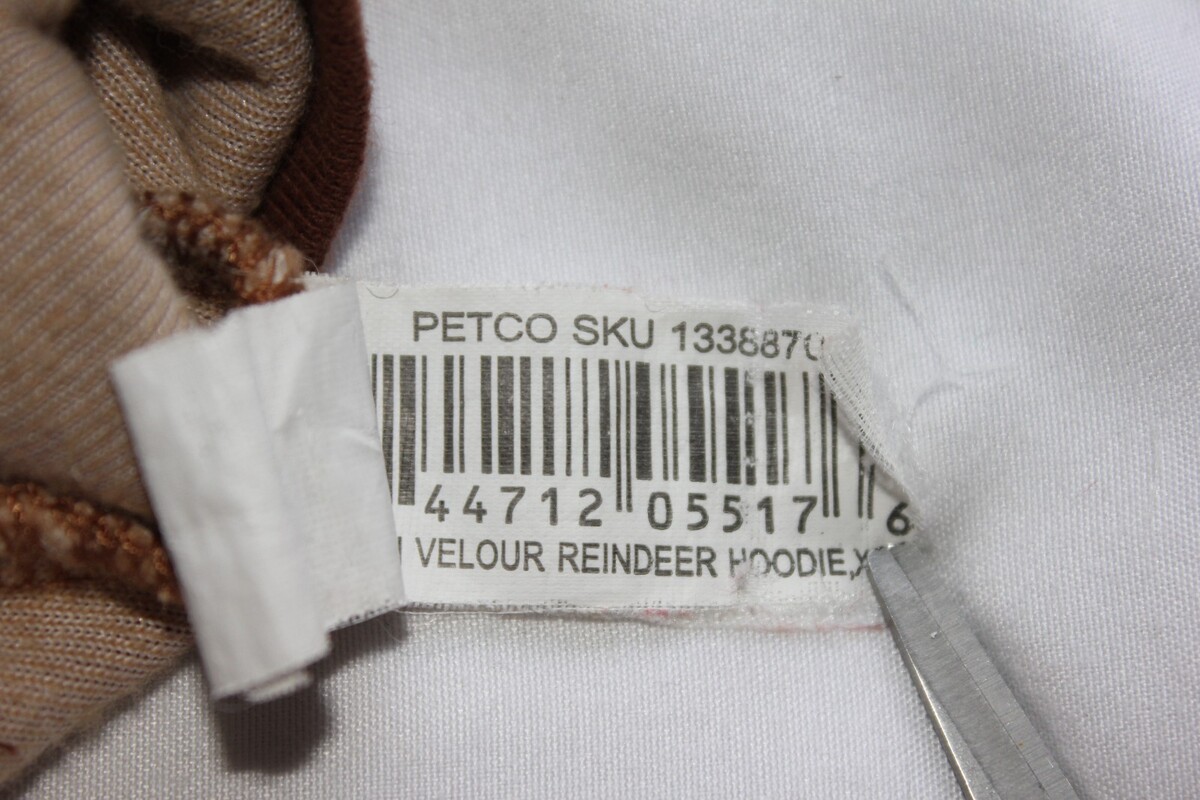 PETCO SKU 1338870
44712 05517 6
VELOUR REINDEER HOODIE,X